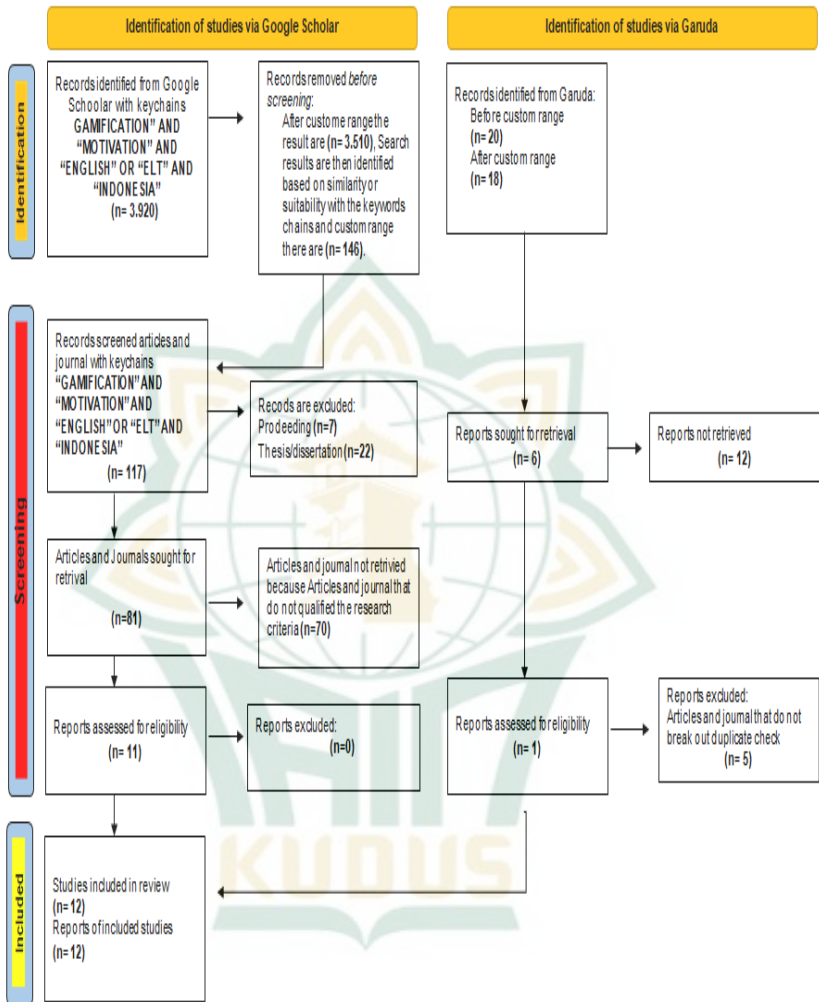 Identification of studies via Google Scholar
Identification of studies via Garuda
Identification
Records identified from Google
Schoolar with keychains
GAMIFICATION” AND
“MOTIVATION” AND
“ENGLISH” OR “ELT” AND
“INDONESIA”
(n= 3.920)
Records removed before
screening:
After custome range the
result are (n= 3.510), Search
results are then identified
based on similarity or
suitability with the keywords
chains and custom range
there are (n= 146).
Records identified from Garuda:
Before custom range
(n= 20)
After custom range
(n= 18)
Screening
Records screened articles and
journal with keychains
“GAMIFICATION” AND
“MOTIVATION” AND
“ENGLISH” OR “ELT” AND
“INDONESIA”
(n= 117)
Records are excluded:
Prodeeding (n=7)
Thesis/dissertation (n=22)
Reports sought for retrieval
(n= 6)
Reports not retrieved
(n= 12)
Articles and Journals sought for
retrival
(n=81)
Articles and journal not retrivied
because Articles and journal that
do not qualified the research
criteria (n=70)
Reports assessed for eligibility
(n= 11)
Reports excluded:
(n=0)
Reports assessed for eligibility
(n= 1)
Reports excluded:
Articles and journal that do not
break out duplicate check
(n= 5)
Included
Studies included in review
(n= 12)
Reports of included studies
(n= 12)
KUDUS